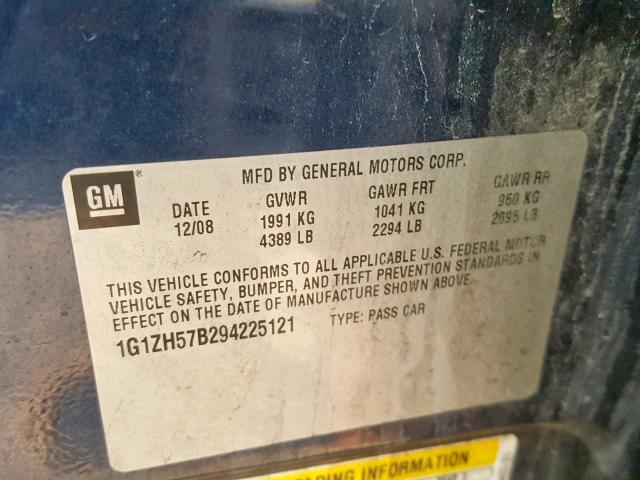 GM
MFD BY GENERAL MOTORS CORP.
DATE GVWR GAWR FRT GAWR RR
12/08 1991 KG 1041 KG 950 KG
4389 LB 2294 LB 2095 LB
THIS VEHICLE CONFORMS TO ALL APPLICABLE U.S. FEDERAL MOTOR
VEHICLE SAFETY, BUMPER, AND THEFT PREVENTION STANDARDS IN
EFFECT ON THE DATE OF MANUFACTURE SHOWN ABOVE.
1G1ZH57B294225121 TYPE: PASS CAR
LOADING INFORMATION